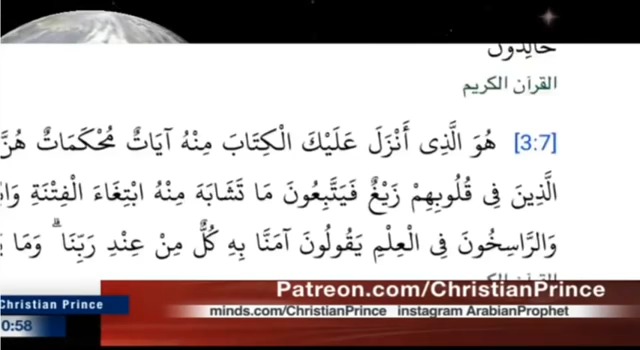 خالدون
القرآن الكريم
[3:7] هُوَ الَّذِى أَنْزَلَ عَلَيْكَ الْكِتَابَ مِنْهُ آيَاتٌ مُحْكَمَاتٌ هُنَّ
الَّذِينَ فِى قُلُوبِهِمْ زَيْغٌ فَيَتَّبِعُونَ مَا تَشَابَهَ مِنْهُ ابْتِغَاءَ الْفِتْنَةِ
وَالرَّاسِخُونَ فِى الْعِلْمِ يَقُولُونَ آمَنَّا بِهِ كُلٌّ مِنْ عِنْدِ رَبِّنَا ۗ وَمَا
Patreon.com/ChristianPrince
Christian Prince
minds.com/ChristianPrince instagram ArabianProphet
0:58